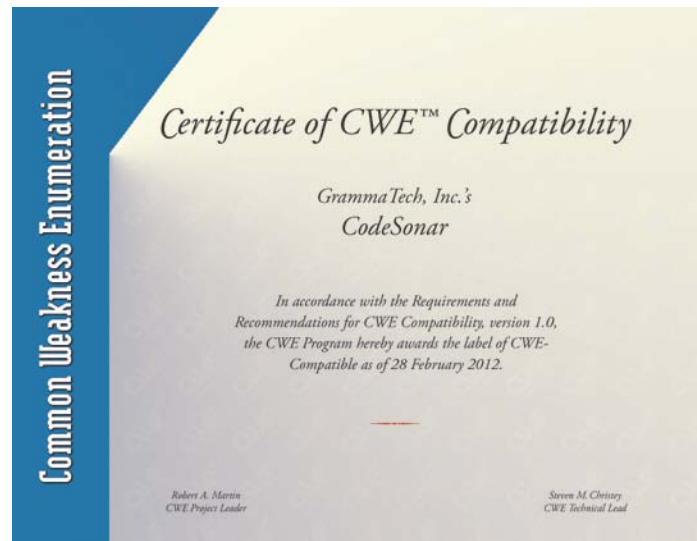 Common Weakness Enumeration
Certificate of CWE™ Compatibility
GrammaTech, Inc.'s
CodeSonar
In accordance with the Requirements and
Recommendations for CWE Compatibility, version 1.0,
the CWE Program hereby awards the label of CWE-
Compatible as of 28 February 2012.
Robert A. Martin
CWE Project Leader
Steven M. Christey
CWE Technical Lead